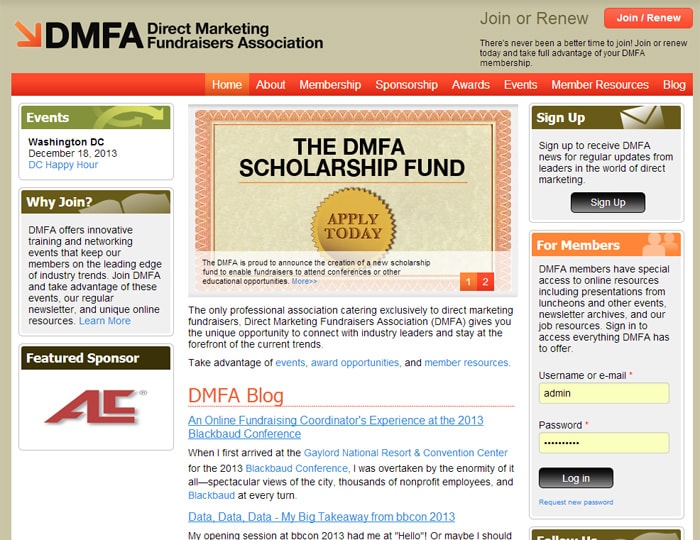 DMFA Direct Marketing
Fundraisers Association
Join or Renew
Join / Renew
There's never been a better time to join! Join or renew
today and take full advantage of your DMFA
membership.
Home About Membership Sponsorship Awards Events Member Resources Blog
Events
Washington DC
December 18, 2013
DC Happy Hour
Why Join?
DMFA offers innovative
training and networking
events that keep our
members on the leading edge
of industry trends. Join DMFA
and take advantage of these
events, our regular
newsletter, and unique online
resources. Learn More
Featured Sponsor
ALC®
THE DMFA
SCHOLARSHIP FUND
APPLY
TODAY
The DMFA is proud to announce the creation of a new scholarship
fund to enable fundraisers to attend conferences or other
educational opportunities. More>>
1 2
The only professional association catering exclusively to direct marketing
fundraisers, Direct Marketing Fundraisers Association (DMFA) gives you
the unique opportunity to connect with industry leaders and stay at the
forefront of the current trends.
Take advantage of events, award opportunities, and member resources.
DMFA Blog
An Online Fundraising Coordinator's Experience at the 2013
Blackbaud Conference
When I first arrived at the Gaylord National Resort & Convention Center
for the 2013 Blackbaud Conference, I was overtaken by the enormity of it
all—spectacular views of the city, thousands of nonprofit employees, and
Blackbaud at every turn.
Data, Data, Data - My Big Takeaway from bbcon 2013
My opening session at bbcon 2013 had me at "Hello"! Or maybe I should
Sign Up
Sign up to receive DMFA
news for regular updates from
leaders in the world of direct
marketing.
Sign Up
For Members
DMFA members have special
access to online resources
including presentations from
luncheons and other events,
newsletter archives, and our
job resources. Sign in to
access everything DMFA has
to offer.
Username or e-mail *
admin
Password *
••••••••••
Log in
Request new password
Follow Us